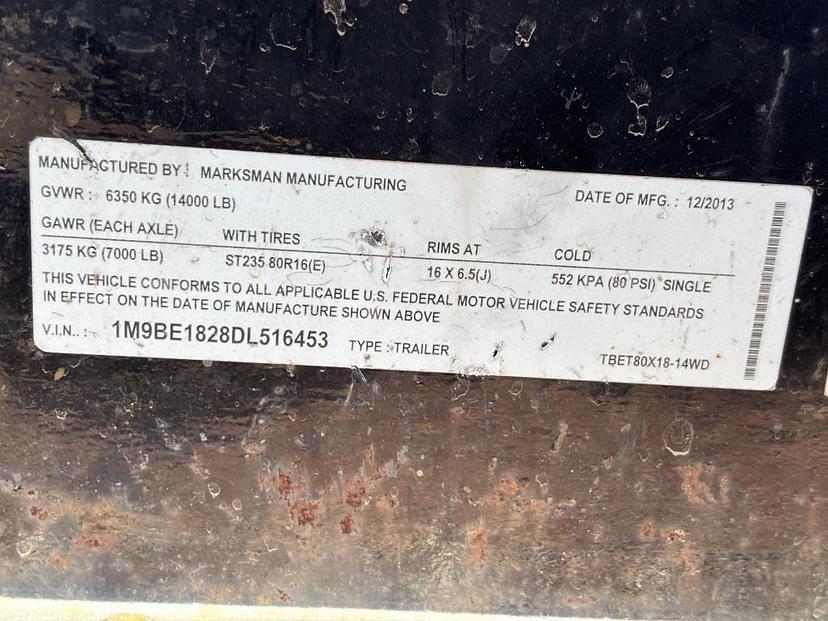 MANUFACTURED BY : MARKSMAN MANUFACTURING
DATE OF MFG. : 12/2013
GVWR : 6350 KG (14000 LB)
GAWR (EACH AXLE) WITH TIRES RIMS AT COLD
3175 KG (7000 LB) ST235 80R16(E) 16 X 6.5(J) 552 KPA (80 PSI) SINGLE
THIS VEHICLE CONFORMS TO ALL APPLICABLE U.S. FEDERAL MOTOR VEHICLE SAFETY STANDARDS
IN EFFECT ON THE DATE OF MANUFACTURE SHOWN ABOVE
V.I.N.. : 1M9BE1828DL516453 TYPE : TRAILER TBET80X18-14WD